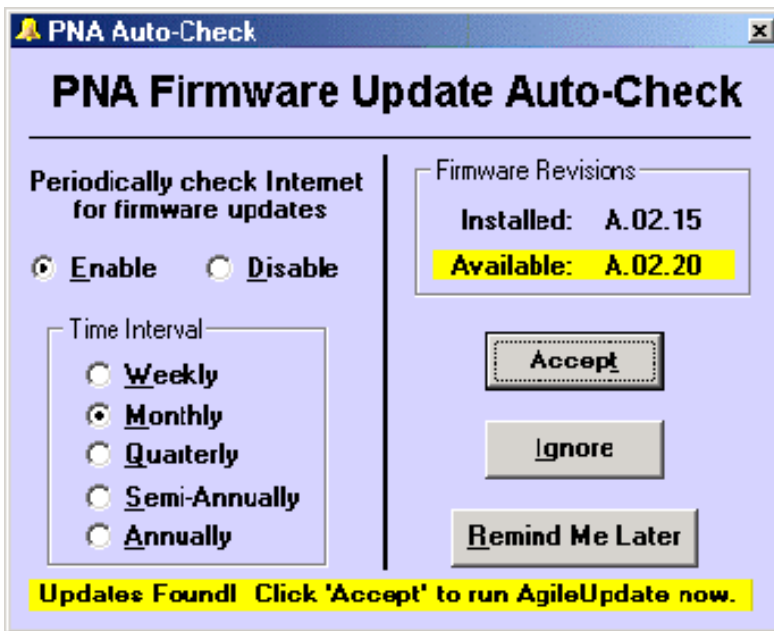 PNA Auto-Check
PNA Firmware Update Auto-Check
Periodically check Internet
for firmware updates
Enable Disable
Time Interval
Weekly
Monthly
Quarterly
Semi-Annually
Annually
Firmware Revisions
Installed: A.02.15
Available: A.02.20
Accept
Ignore
Remind Me Later
Updates Found! Click 'Accept' to run AgileUpdate now.